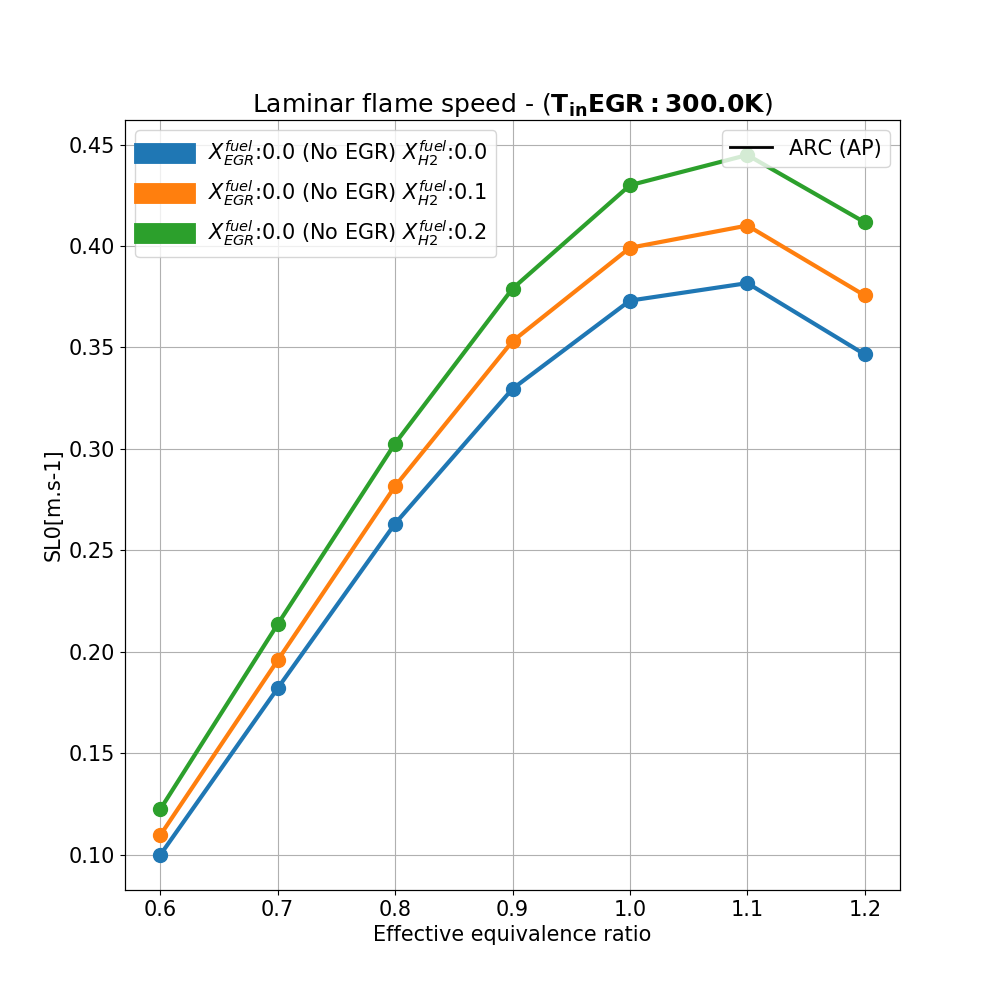 Laminar flame speed - (T_in EGR : 300.0K)
X_EGR^fuel:0.0 (No EGR) X_H2^fuel:0.0
X_EGR^fuel:0.0 (No EGR) X_H2^fuel:0.1
X_EGR^fuel:0.0 (No EGR) X_H2^fuel:0.2
ARC (AP)
SL0[m.s-1]
0.45
0.40
0.35
0.30
0.25
0.20
0.15
0.10
0.6 0.7 0.8 0.9 1.0 1.1 1.2
Effective equivalence ratio